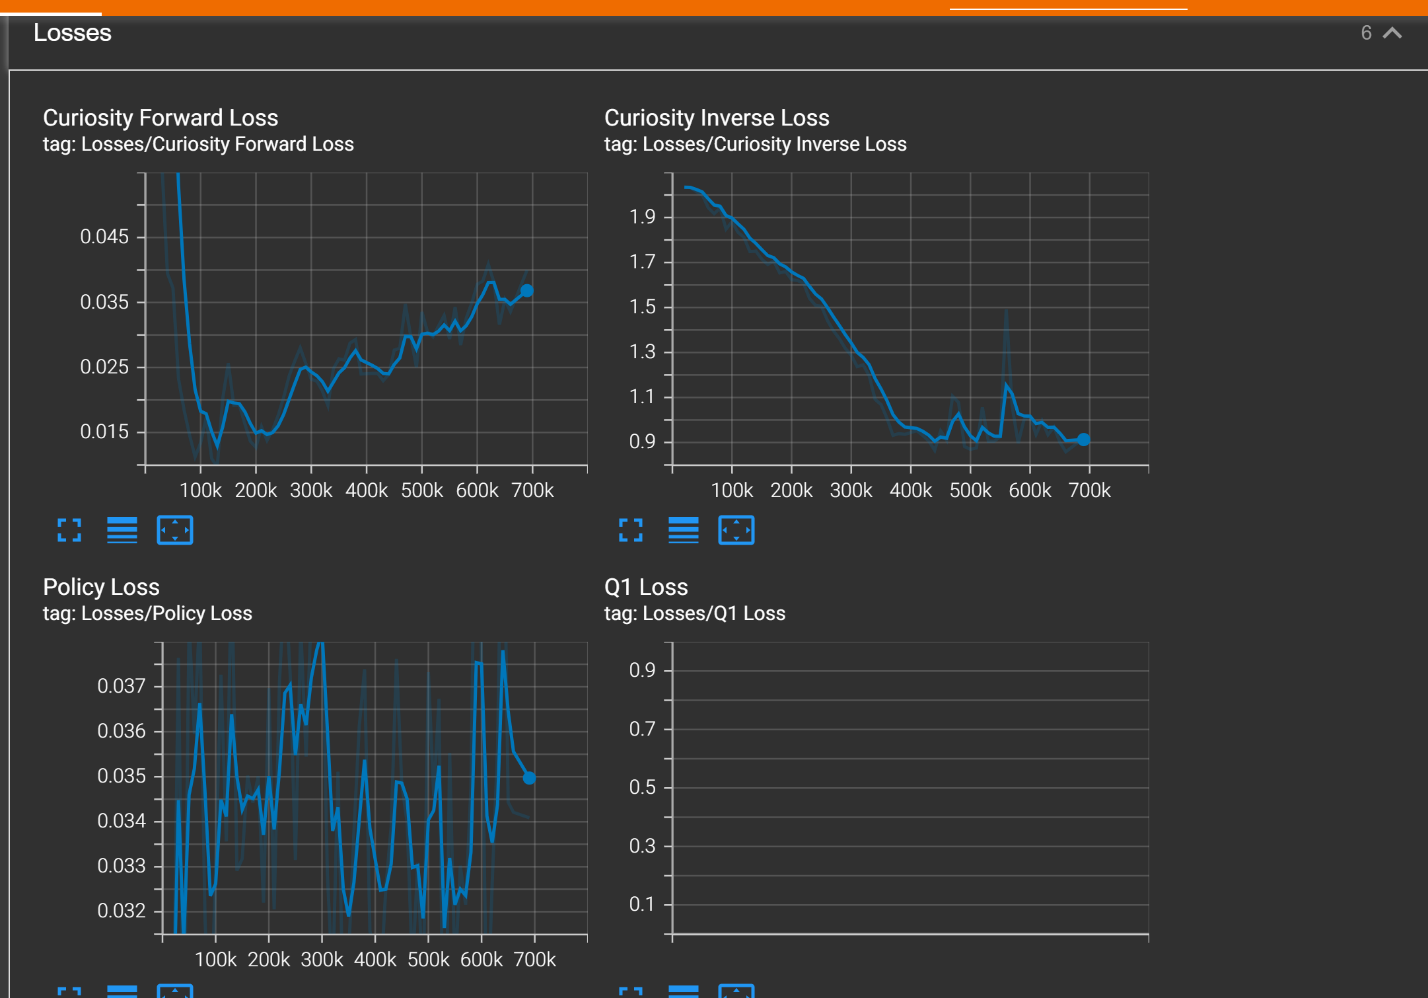 Losses
6
Curiosity Forward Loss
tag: Losses/Curiosity Forward Loss
0.045
0.035
0.025
0.015
100k 200k 300k 400k 500k 600k 700k
Curiosity Inverse Loss
tag: Losses/Curiosity Inverse Loss
1.9
1.7
1.5
1.3
1.1
0.9
100k 200k 300k 400k 500k 600k 700k
Policy Loss
tag: Losses/Policy Loss
0.037
0.036
0.035
0.034
0.033
0.032
100k 200k 300k 400k 500k 600k 700k
Q1 Loss
tag: Losses/Q1 Loss
0.9
0.7
0.5
0.3
0.1